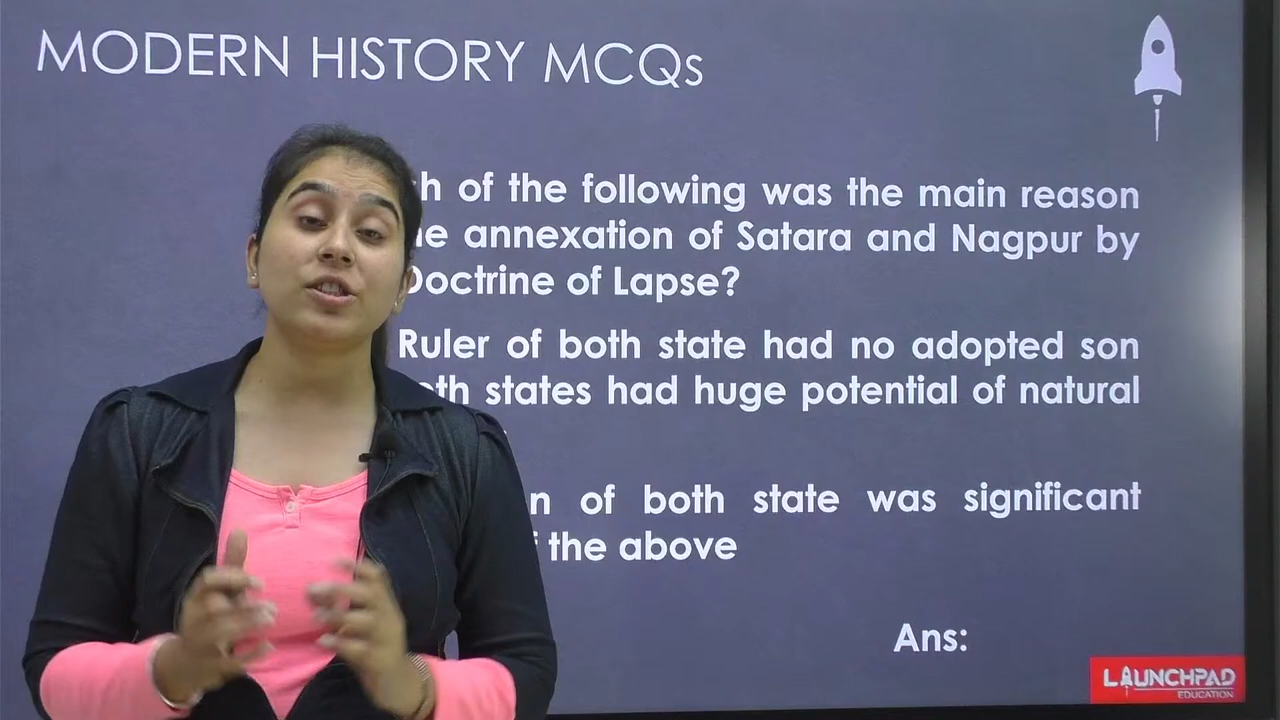 MODERN HISTORY MCQs
of the following was the main reason
annexation of Satara and Nagpur by
Doctrine of Lapse?
Ruler of both state had no adopted son
states had huge potential of natural
of both state was significant
the above
Ans:
LAUNCHPAD
EDUCATION